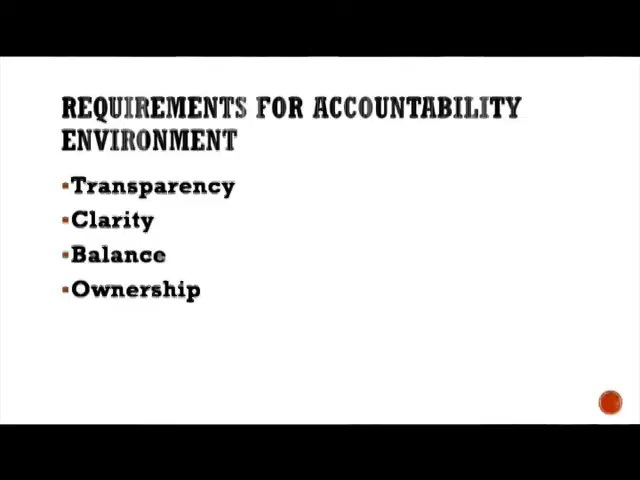 REQUIREMENTS FOR ACCOUNTABILITY
ENVIRONMENT
▪Transparency
▪Clarity
▪Balance
▪Ownership